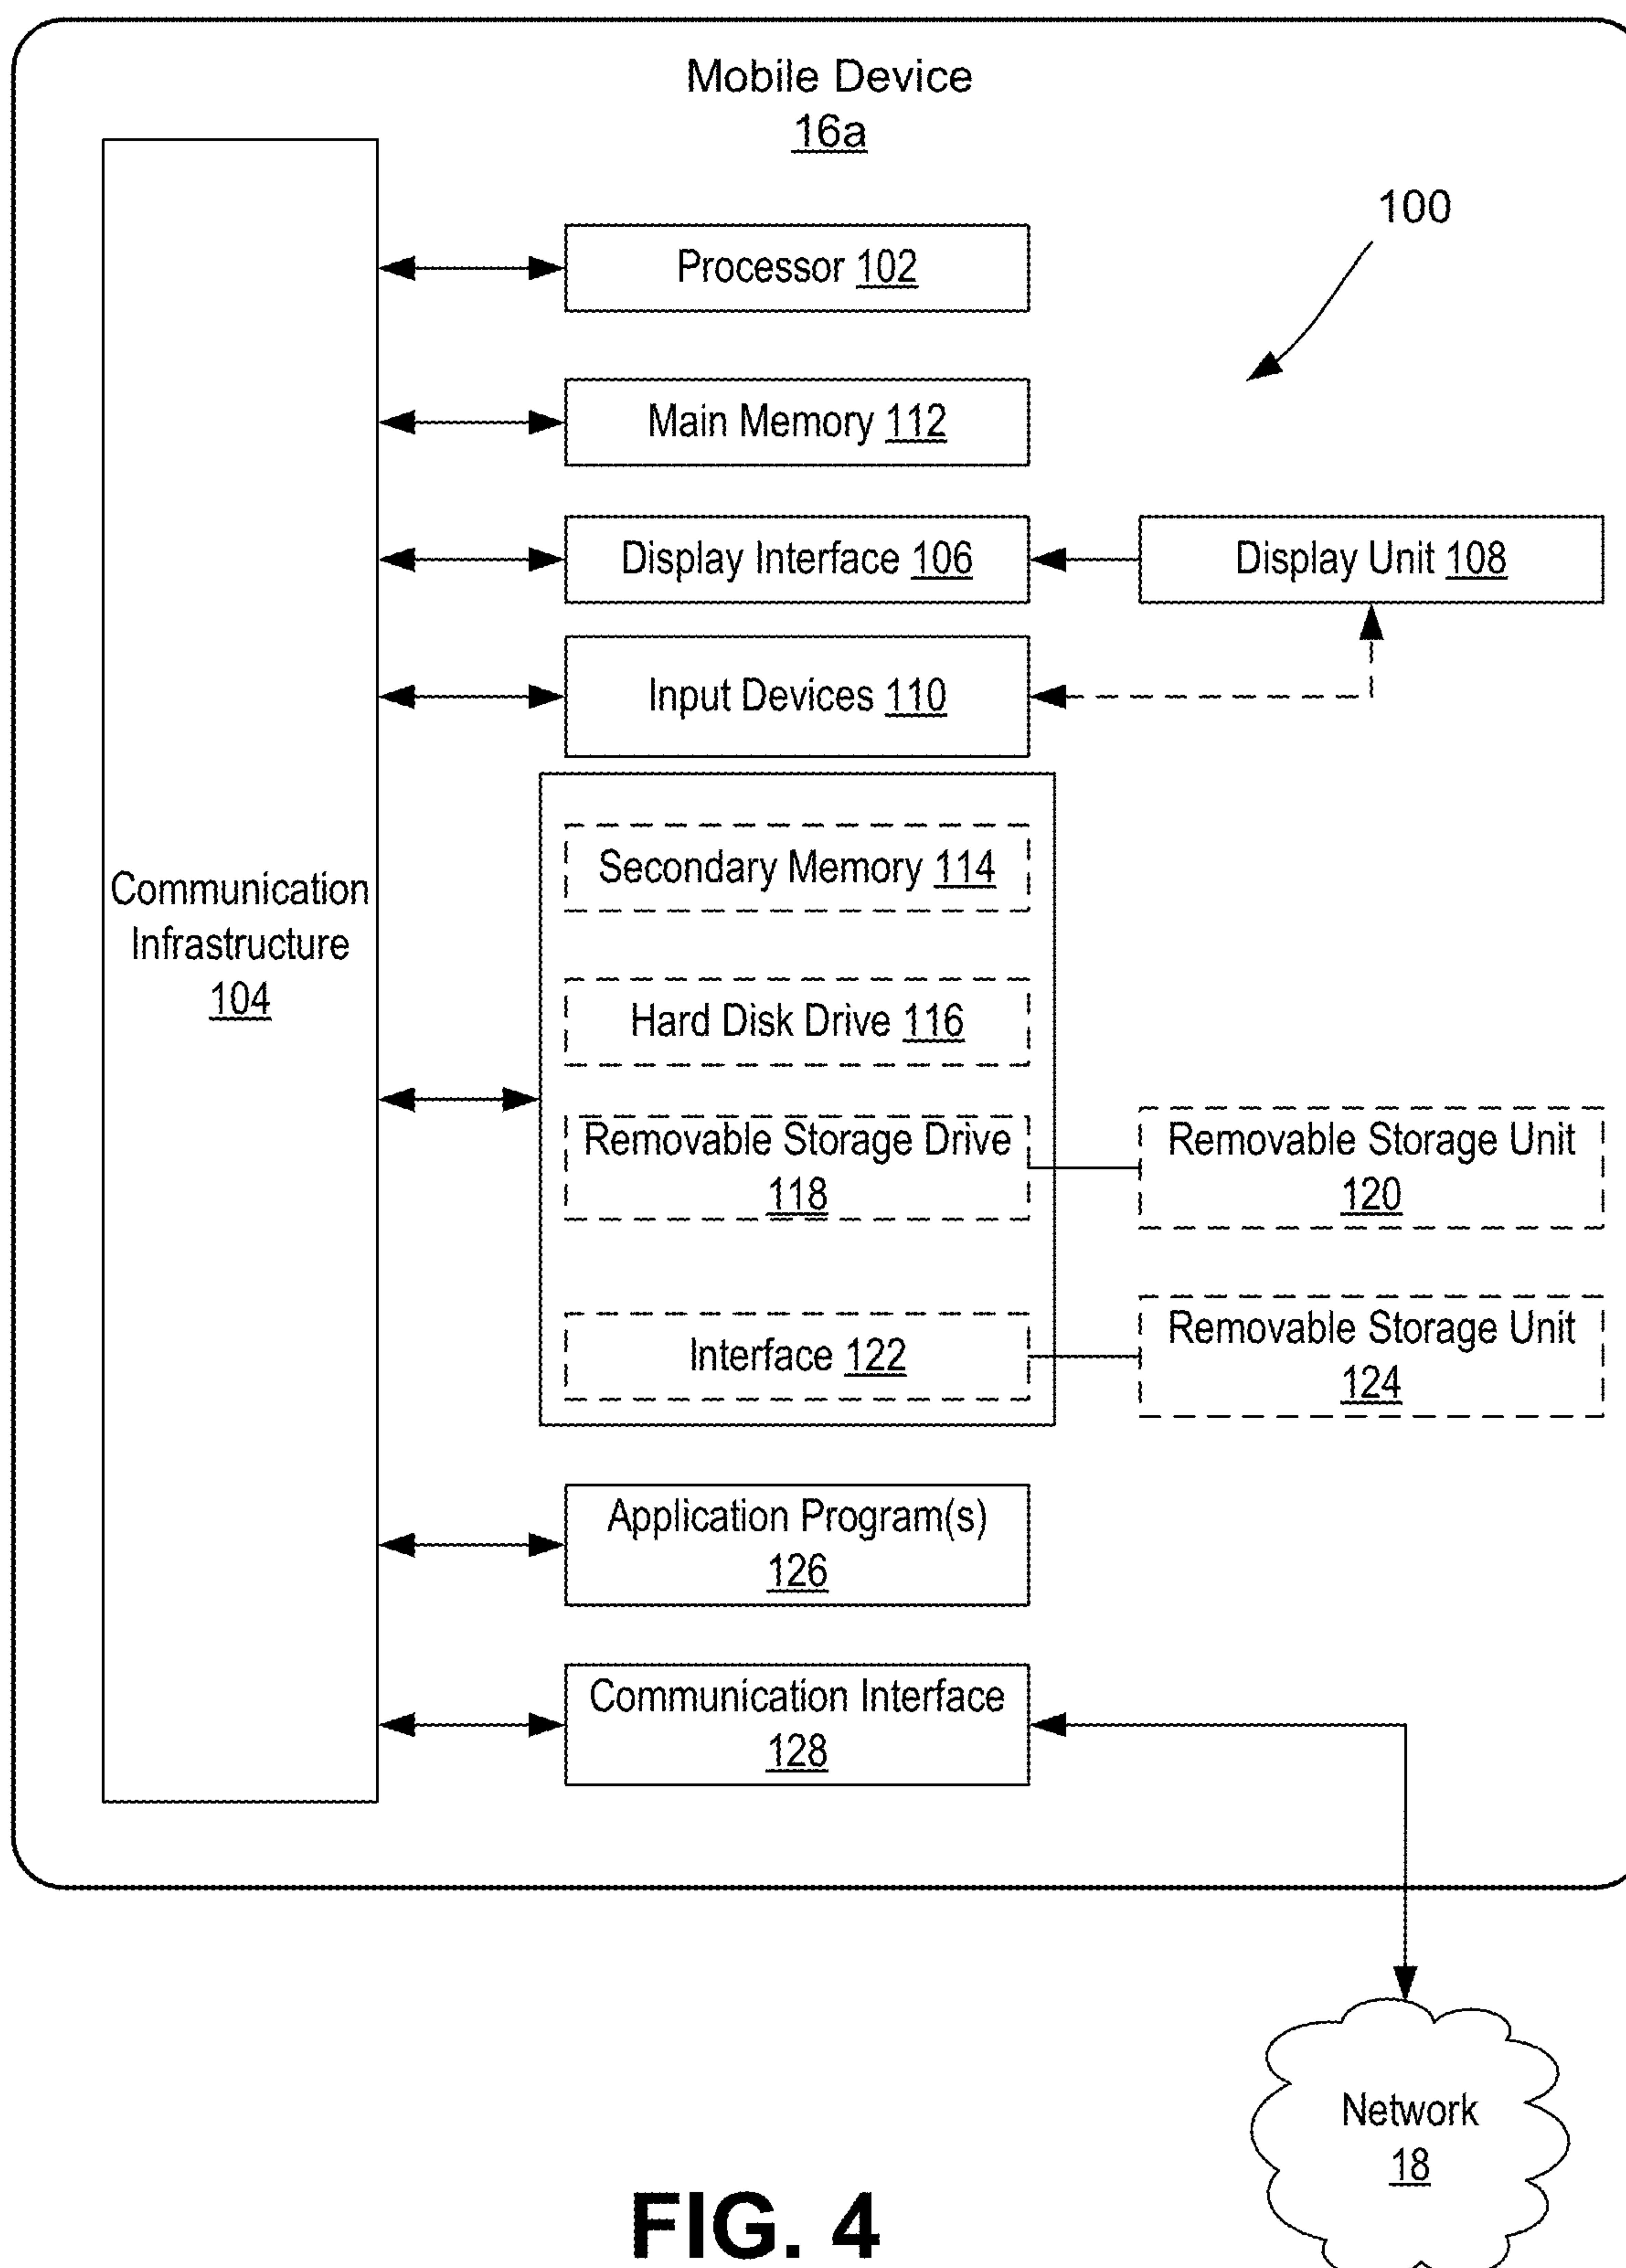 Mobile Device
16a
100
Processor 102
Main Memory 112
Display Interface 106
Display Unit 108
Input Devices 110
Secondary Memory 114
Communication
Infrastructure
104
Hard Disk Drive 116
Removable Storage Drive
118
Removable Storage Unit
120
Interface 122
Removable Storage Unit
124
Application Program(s)
126
Communication Interface
128
Network
18
FIG. 4